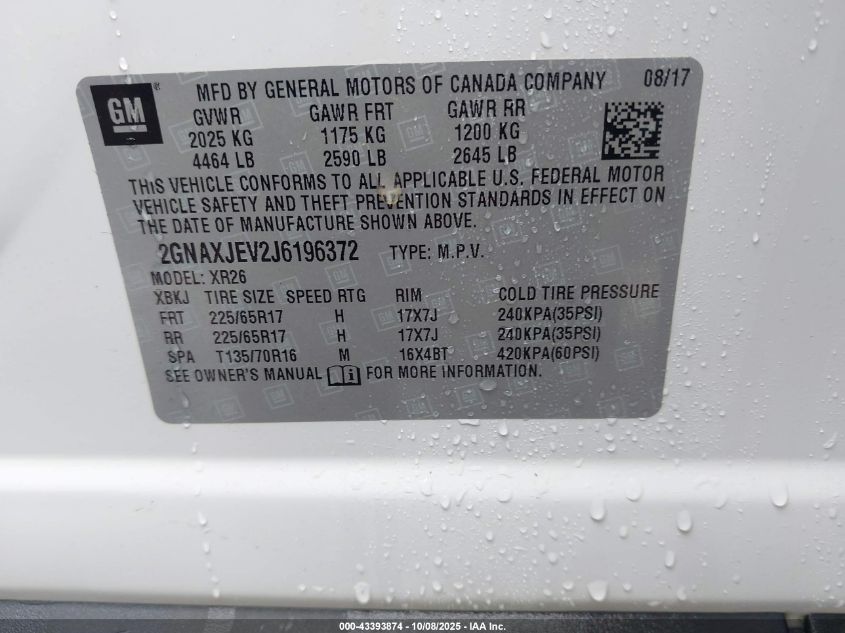 GM
MFD BY GENERAL MOTORS OF CANADA COMPANY 08/17
GVWR GAWR FRT GAWR RR
2025 KG 1175 KG 1200 KG
4464 LB 2590 LB 2645 LB
THIS VEHICLE CONFORMS TO ALL APPLICABLE U.S. FEDERAL MOTOR
VEHICLE SAFETY AND THEFT PREVENTION STANDARDS IN EFFECT ON
THE DATE OF MANUFACTURE SHOWN ABOVE.
2GNAXJEV2J6196372 TYPE: M.P.V.
MODEL: XR26
XBKJ TIRE SIZE SPEED RTG RIM COLD TIRE PRESSURE
FRT 225/65R17 H 17X7J 240KPA(35PSI)
RR 225/65R17 H 17X7J 240KPA(35PSI)
SPA T135/70R16 M 16X4BT 420KPA(60PSI)
SEE OWNER'S MANUAL FOR MORE INFORMATION.
000-43393874 - 10/08/2025 - IAA Inc.